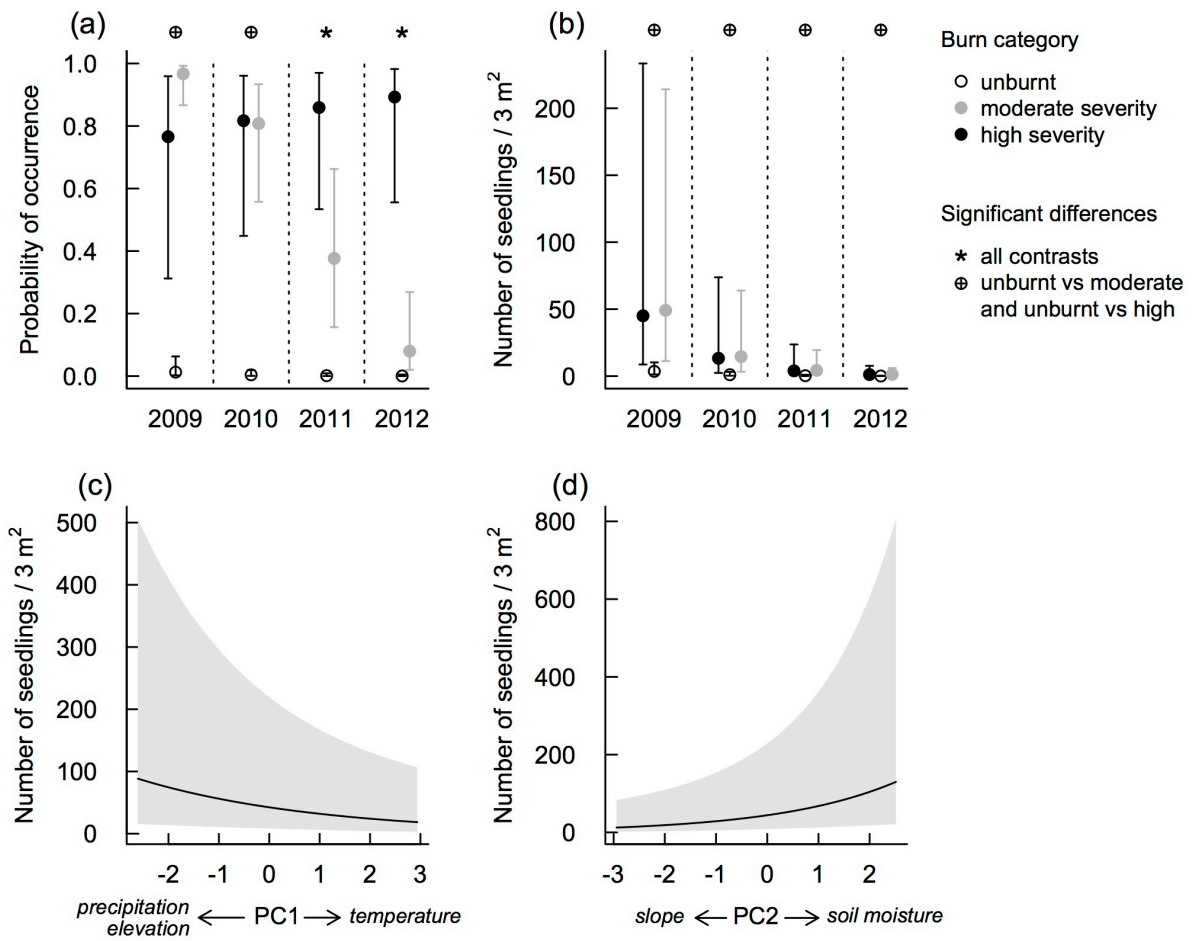 (a)
⊕ ⊕ * *
Probability of occurrence
1.0
0.8
0.6
0.4
0.2
0.0
2009 2010 2011 2012
(b)
⊕ ⊕ ⊕ ⊕
Number of seedlings / 3 m²
200
150
100
50
0
2009 2010 2011 2012
Burn category
unburnt
moderate severity
high severity
Significant differences
* all contrasts
⊕ unburnt vs moderate
and unburnt vs high
(c)
Number of seedlings / 3 m²
500
400
300
200
100
0
-2 -1 0 1 2 3
precipitation
elevation
← PC1 → temperature
(d)
Number of seedlings / 3 m²
800
600
400
200
0
-3 -2 -1 0 1 2
slope ← PC2 → soil moisture